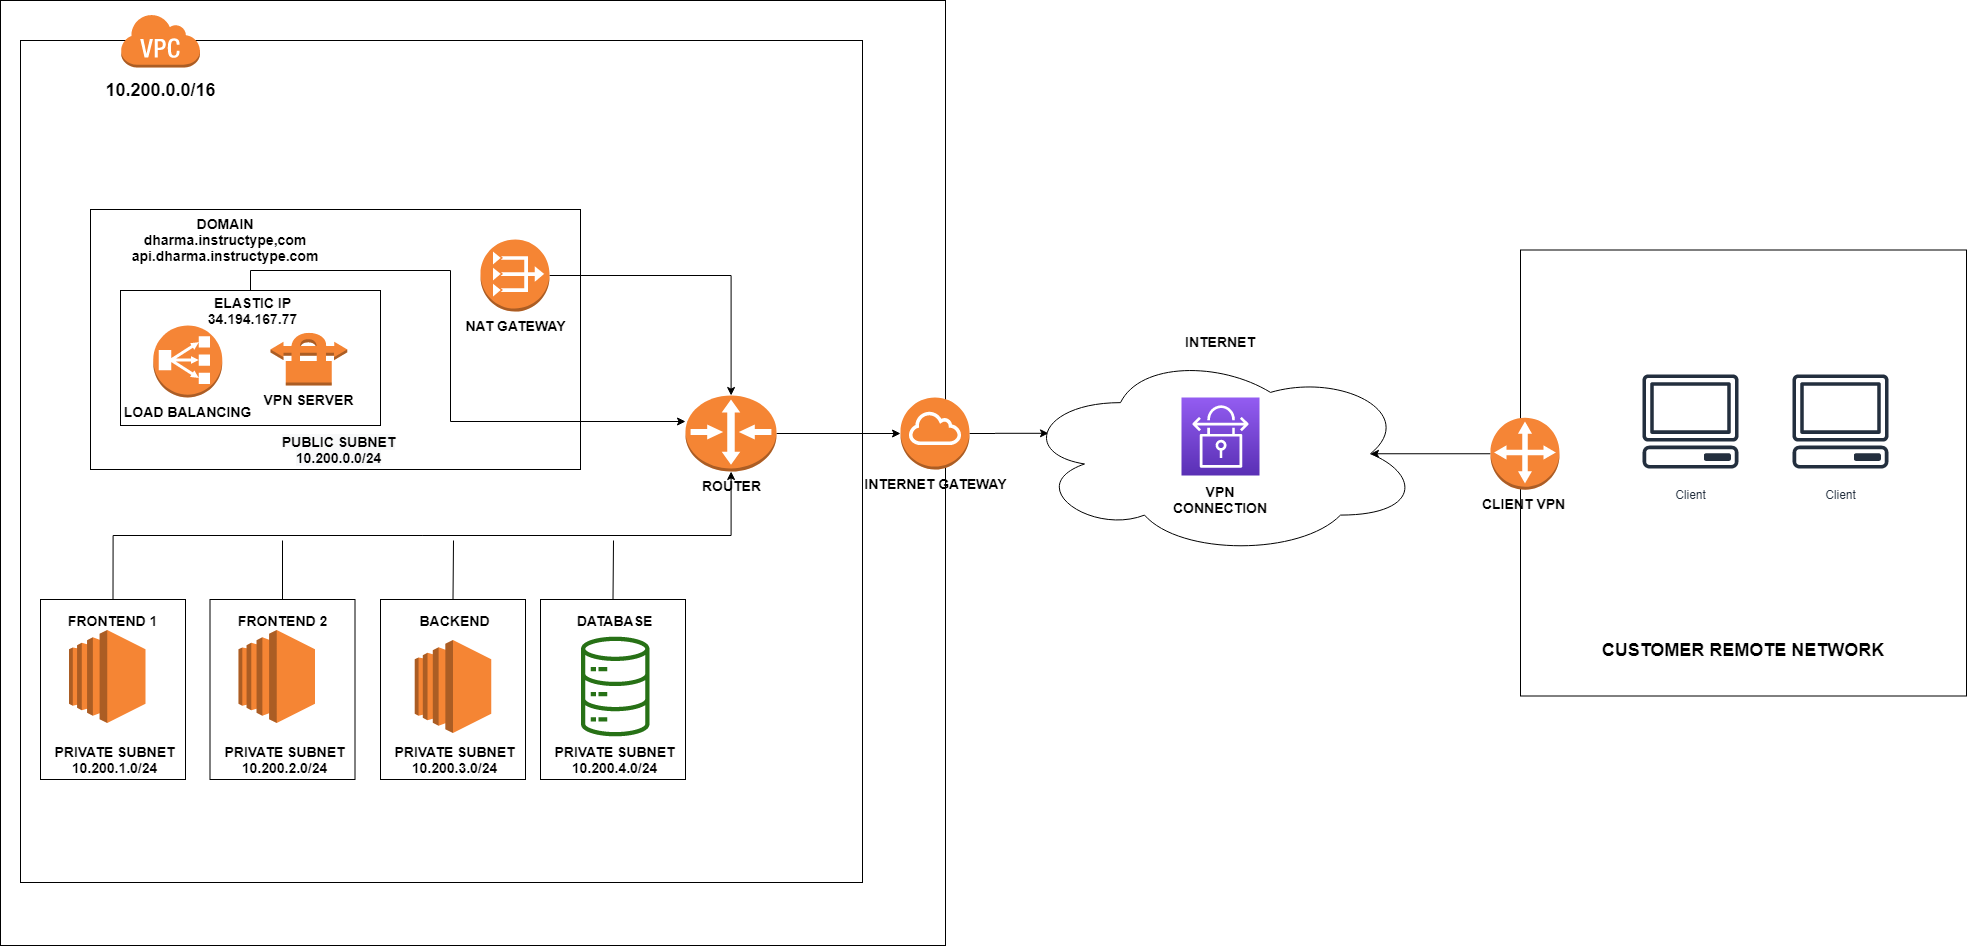 VPC
10.200.0.0/16
DOMAIN
dharma.instructype,com
api.dharma.instructype.com
ELASTIC IP
34.194.167.77
LOAD BALANCING
VPN SERVER
NAT GATEWAY
PUBLIC SUBNET
10.200.0.0/24
ROUTER
INTERNET GATEWAY
INTERNET
VPN
CONNECTION
CLIENT VPN
Client
Client
CUSTOMER REMOTE NETWORK
FRONTEND 1
PRIVATE SUBNET
10.200.1.0/24
FRONTEND 2
PRIVATE SUBNET
10.200.2.0/24
BACKEND
PRIVATE SUBNET
10.200.3.0/24
DATABASE
PRIVATE SUBNET
10.200.4.0/24